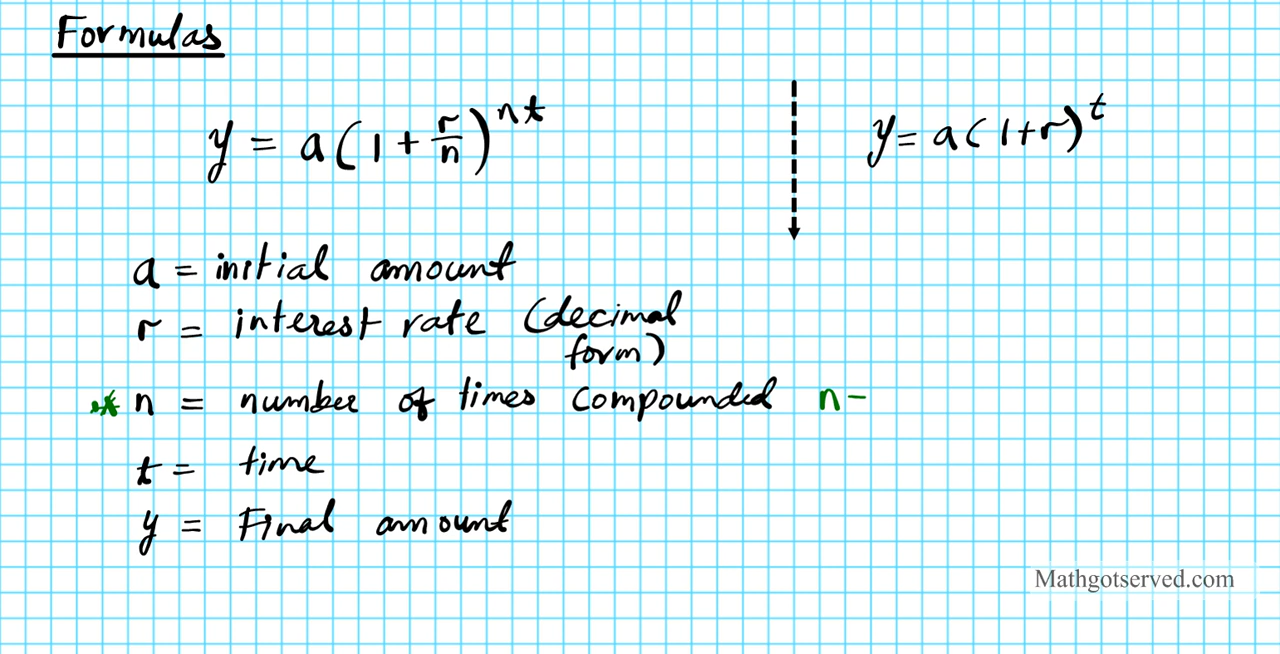 Formulas
y = a(1 + r/n)^nt
y = a(1+r)^t
a = initial amount
r = interest rate (decimal
form)
* n = number of times compounded n -
t = time
y = Final amount
Mathgotserved.com